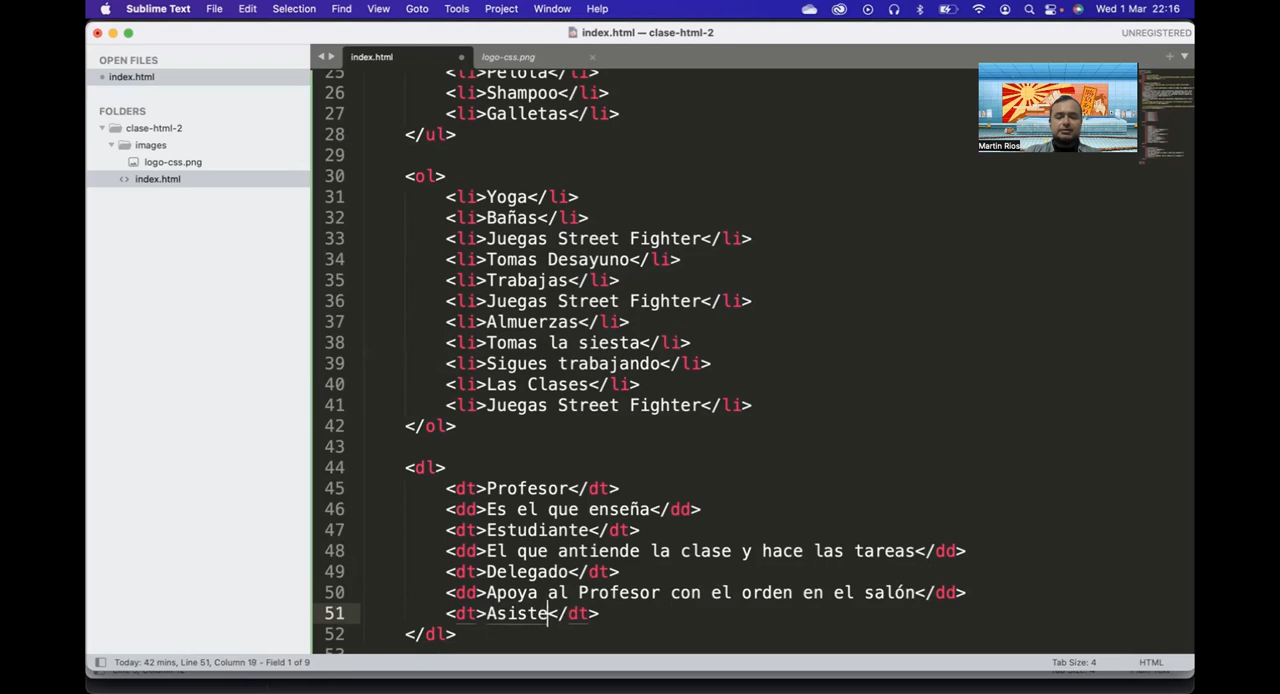 Sublime Text File Edit Selection Find View Goto Tools Project Window Help Wed 1 Mar 22:16
index.html — clase-html-2 UNREGISTERED
OPEN FILES
index.html
FOLDERS
clase-html-2
images
logo-css.png
index.html
index.html logo-css.png
25 <li>Pelota</li>
26 <li>Shampoo</li>
27 <li>Galletas</li>
28 </ul>
29
30 <ol>
31 <li>Yoga</li>
32 <li>Bañas</li>
33 <li>Juegas Street Fighter</li>
34 <li>Tomas Desayuno</li>
35 <li>Trabajas</li>
36 <li>Juegas Street Fighter</li>
37 <li>Almuerzas</li>
38 <li>Tomas la siesta</li>
39 <li>Sigues trabajando</li>
40 <li>Las Clases</li>
41 <li>Juegas Street Fighter</li>
42 </ol>
43
44 <dl>
45 <dt>Profesor</dt>
46 <dd>Es el que enseña</dd>
47 <dt>Estudiante</dt>
48 <dd>El que antiende la clase y hace las tareas</dd>
49 <dt>Delegado</dt>
50 <dd>Apoya al Profesor con el orden en el salón</dd>
51 <dt>Asiste</dt>
52 </dl>
Martin Rios
Today: 42 mins, Line 51, Column 19 - Field 1 of 9 Tab Size: 4 HTML